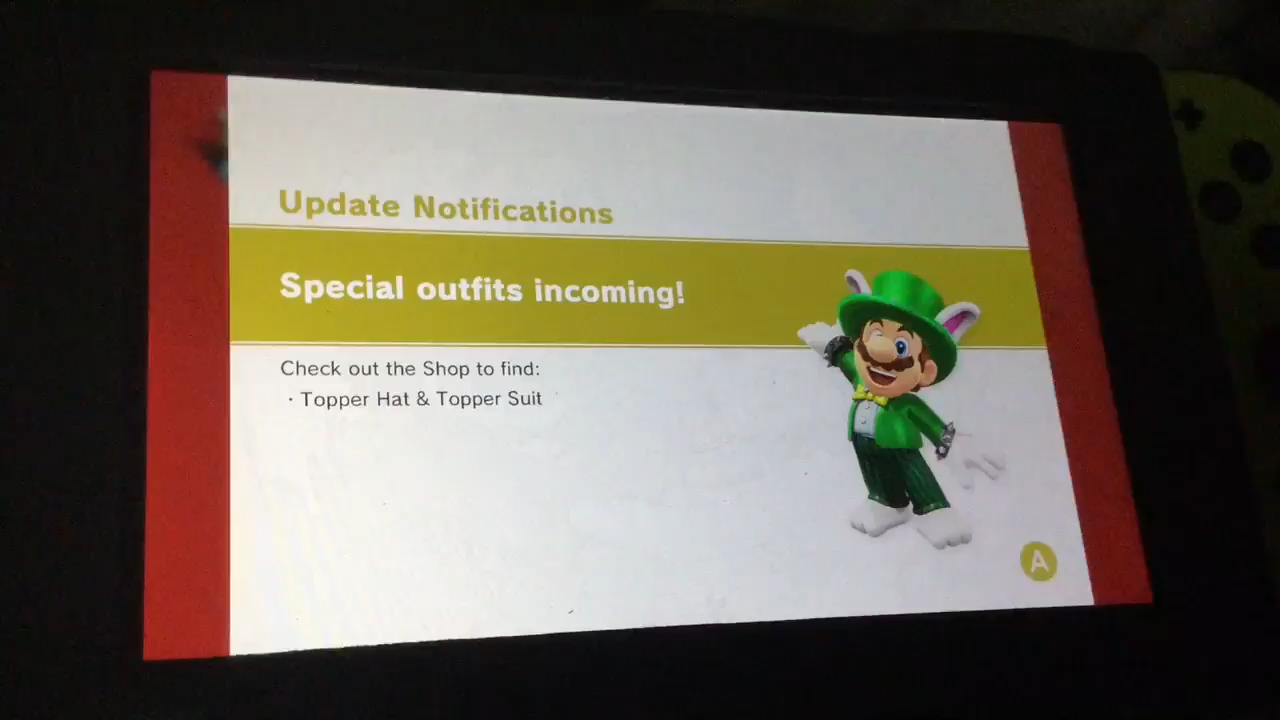 Update Notifications
Special outfits incoming!
Check out the Shop to find:
· Topper Hat & Topper Suit
A